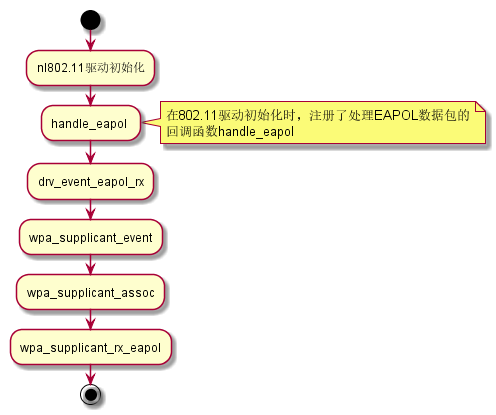 nl802.11驱动初始化
handle_eapol
在802.11驱动初始化时，注册了处理EAPOL数据包的
回调函数handle_eapol
drv_event_eapol_rx
wpa_supplicant_event
wpa_supplicant_assoc
wpa_supplicant_rx_eapol